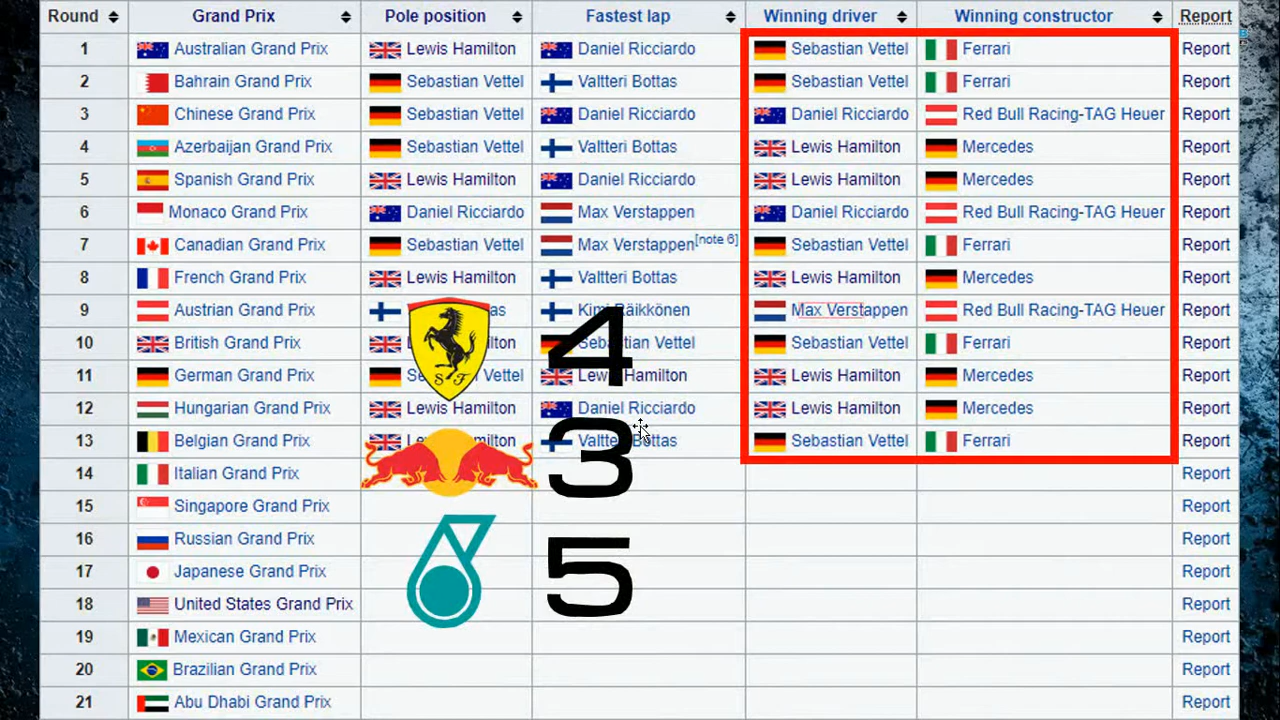 Round Grand Prix Pole position Fastest lap Winning driver Winning constructor Report
1 Australian Grand Prix Lewis Hamilton Daniel Ricciardo Sebastian Vettel Ferrari Report
2 Bahrain Grand Prix Sebastian Vettel Valtteri Bottas Sebastian Vettel Ferrari Report
3 Chinese Grand Prix Sebastian Vettel Daniel Ricciardo Daniel Ricciardo Red Bull Racing-TAG Heuer Report
4 Azerbaijan Grand Prix Sebastian Vettel Valtteri Bottas Lewis Hamilton Mercedes Report
5 Spanish Grand Prix Lewis Hamilton Daniel Ricciardo Lewis Hamilton Mercedes Report
6 Monaco Grand Prix Daniel Ricciardo Max Verstappen Daniel Ricciardo Red Bull Racing-TAG Heuer Report
7 Canadian Grand Prix Sebastian Vettel Max Verstappen[note 6] Sebastian Vettel Ferrari Report
8 French Grand Prix Lewis Hamilton Valtteri Bottas Lewis Hamilton Mercedes Report
9 Austrian Grand Prix Kimi Räikkönen Max Verstappen Red Bull Racing-TAG Heuer Report
10 British Grand Prix Sebastian Vettel Sebastian Vettel Ferrari Report
11 German Grand Prix Vettel Lewis Hamilton Lewis Hamilton Mercedes Report
12 Hungarian Grand Prix Lewis Hamilton Daniel Ricciardo Lewis Hamilton Mercedes Report
13 Belgian Grand Prix Valtteri Bottas Sebastian Vettel Ferrari Report
14 Italian Grand Prix Report
15 Singapore Grand Prix Report
16 Russian Grand Prix Report
17 Japanese Grand Prix Report
18 United States Grand Prix Report
19 Mexican Grand Prix Report
20 Brazilian Grand Prix Report
21 Abu Dhabi Grand Prix Report
S F 4
3
5